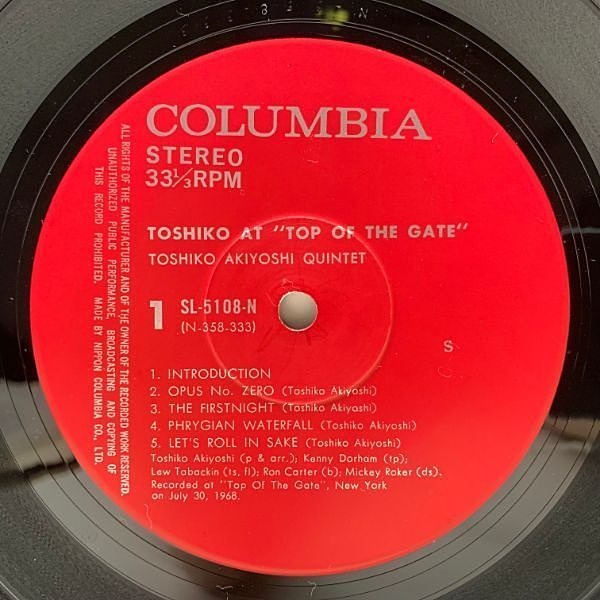 COLUMBIA
STEREO
33⅓RPM
TOSHIKO AT "TOP OF THE GATE"
TOSHIKO AKIYOSHI QUINTET
1 SL-5108-N
(N-358-333)
S
1. INTRODUCTION
2. OPUS No. ZERO (Toshiko Akiyoshi)
3. THE FIRSTNIGHT (Toshiko Akiyoshi)
4. PHRYGIAN WATERFALL (Toshiko Akiyoshi)
5. LET'S ROLL IN SAKE (Toshiko Akiyoshi)
Toshiko Akiyoshi (p & arr.); Kenny Dorham (tp);
Lew Tabackin (ts, fl); Ron Carter (b); Mickey Roker (ds).
Recorded at "Top Of The Gate", New York
on July 30, 1968.
ALL RIGHTS OF THE MANUFACTURER AND OF THE OWNER OF THE RECORDED WORK RESERVED.
UNAUTHORIZED PUBLIC PERFORMANCE, BROADCASTING AND COPYING OF
THIS RECORD PROHIBITED. MADE BY NIPPON COLUMBIA CO., LTD.